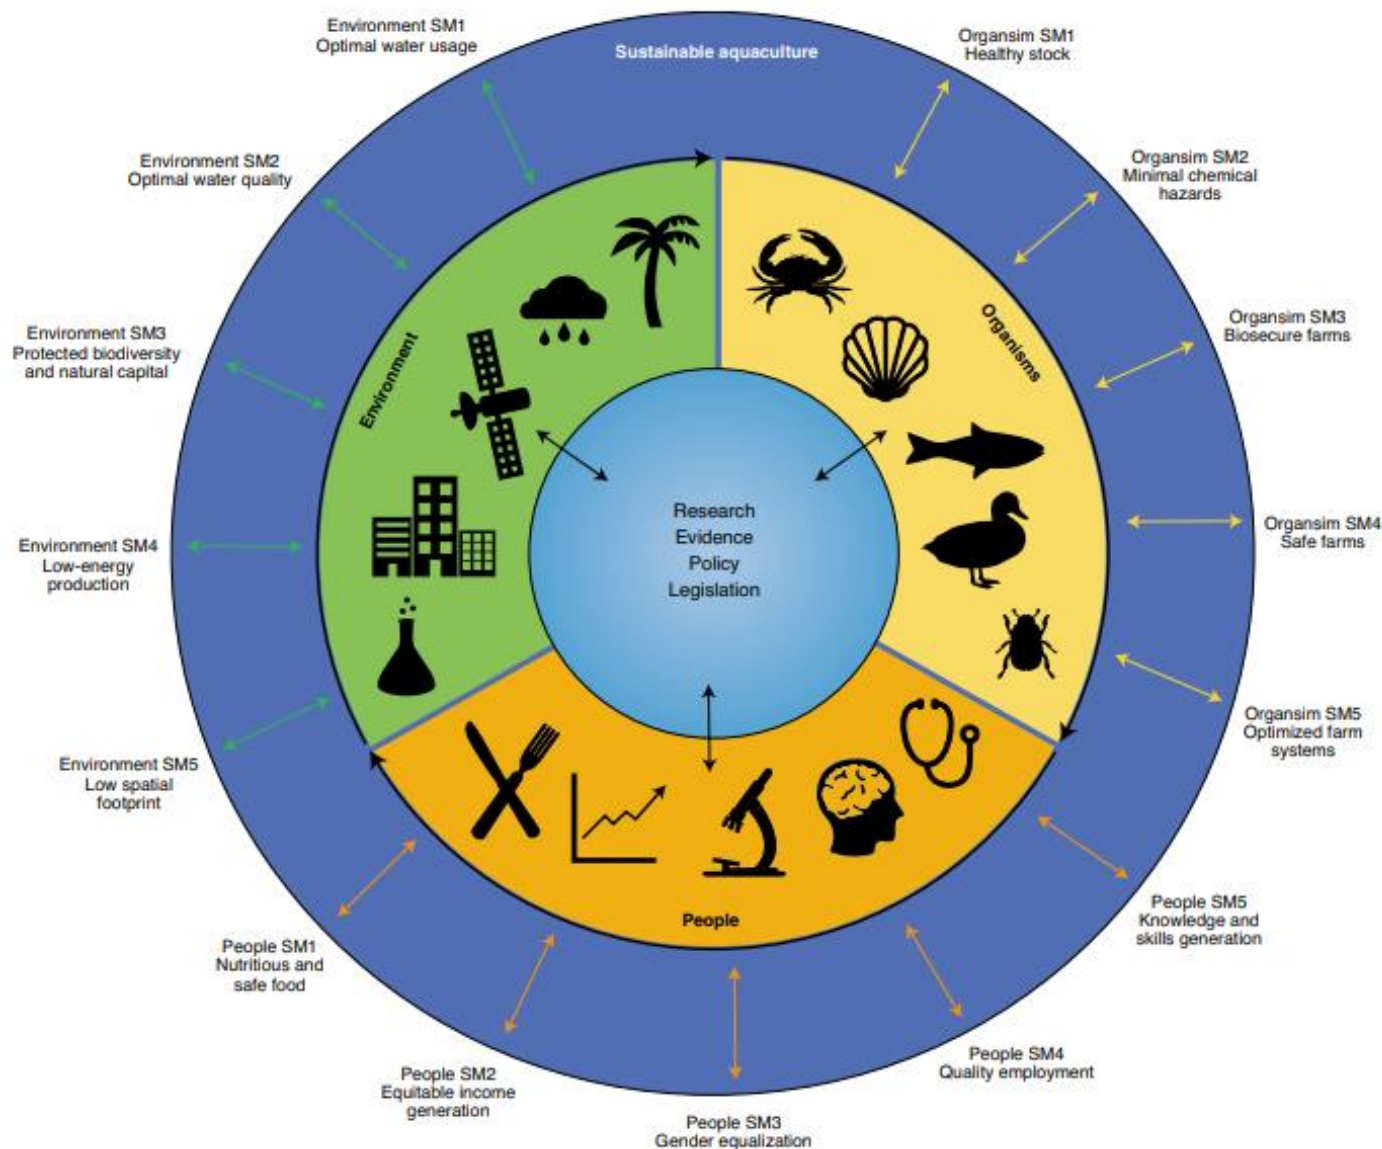 Environment SM1
Optimal water usage
Sustainable aquaculture
Organsim SM1
Healthy stock
Environment SM2
Optimal water quality
Organsim SM2
Minimal chemical
hazards
Environment SM3
Protected biodiversity
and natural capital
Environment
Organisms
Organsim SM3
Biosecure farms
Research
Evidence
Policy
Legislation
Environment SM4
Low-energy
production
Organsim SM4
Safe farms
Environment SM5
Low spatial
footprint
Organsim SM5
Optimized farm
systems
People
People SM1
Nutritious and
safe food
People SM2
Equitable income
generation
People SM3
Gender equalization
People SM4
Quality employment
People SM5
Knowledge and
skills generation